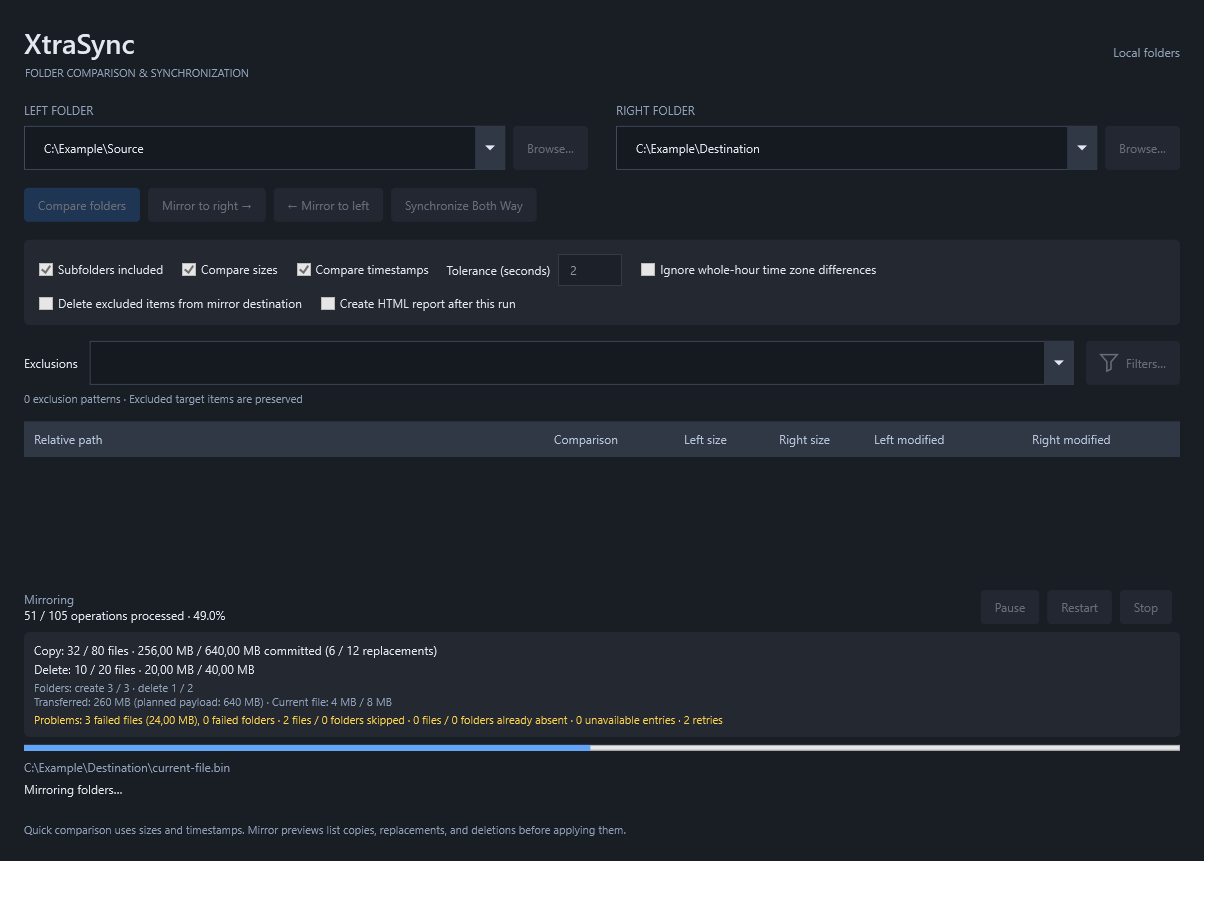 XtraSync
Local folders
FOLDER COMPARISON & SYNCHRONIZATION
LEFT FOLDER
RIGHT FOLDER
C:\Example\Source
Browse...
C:\Example\Destination
Browse...
Compare folders
Mirror to right →
← Mirror to left
Synchronize Both Way
Subfolders included
Compare sizes
Compare timestamps
Tolerance (seconds)
2
Ignore whole-hour time zone differences
Delete excluded items from mirror destination
Create HTML report after this run
Exclusions
Filters...
0 exclusion patterns · Excluded target items are preserved
Relative path
Comparison
Left size
Right size
Left modified
Right modified
Mirroring
51 / 105 operations processed · 49.0%
Pause
Restart
Stop
Copy: 32 / 80 files · 256,00 MB / 640,00 MB committed (6 / 12 replacements)
Delete: 10 / 20 files · 20,00 MB / 40,00 MB
Folders: create 3 / 3 · delete 1 / 2
Transferred: 260 MB (planned payload: 640 MB) · Current file: 4 MB / 8 MB
Problems: 3 failed files (24,00 MB), 0 failed folders · 2 files / 0 folders skipped · 0 files / 0 folders already absent · 0 unavailable entries · 2 retries
C:\Example\Destination\current-file.bin
Mirroring folders...
Quick comparison uses sizes and timestamps. Mirror previews list copies, replacements, and deletions before applying them.